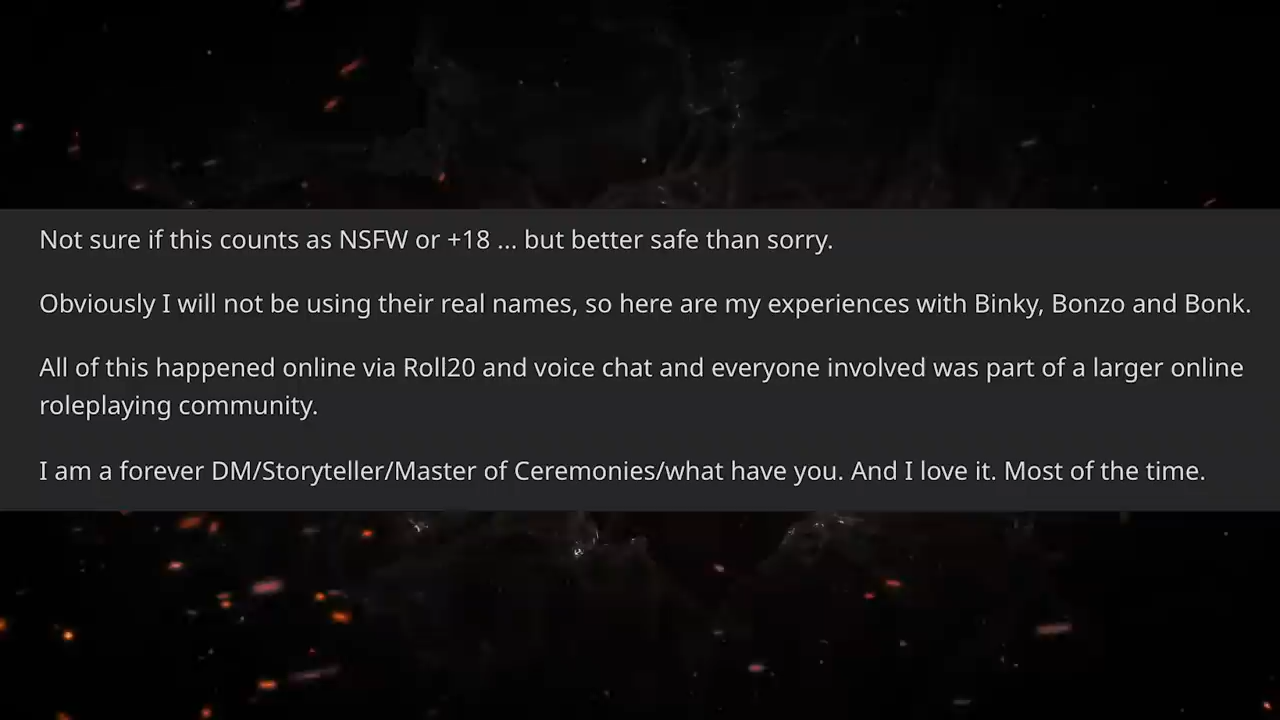 Not sure if this counts as NSFW or +18 ... but better safe than sorry.
Obviously I will not be using their real names, so here are my experiences with Binky, Bonzo and Bonk.
All of this happened online via Roll20 and voice chat and everyone involved was part of a larger online
roleplaying community.
I am a forever DM/Storyteller/Master of Ceremonies/what have you. And I love it. Most of the time.